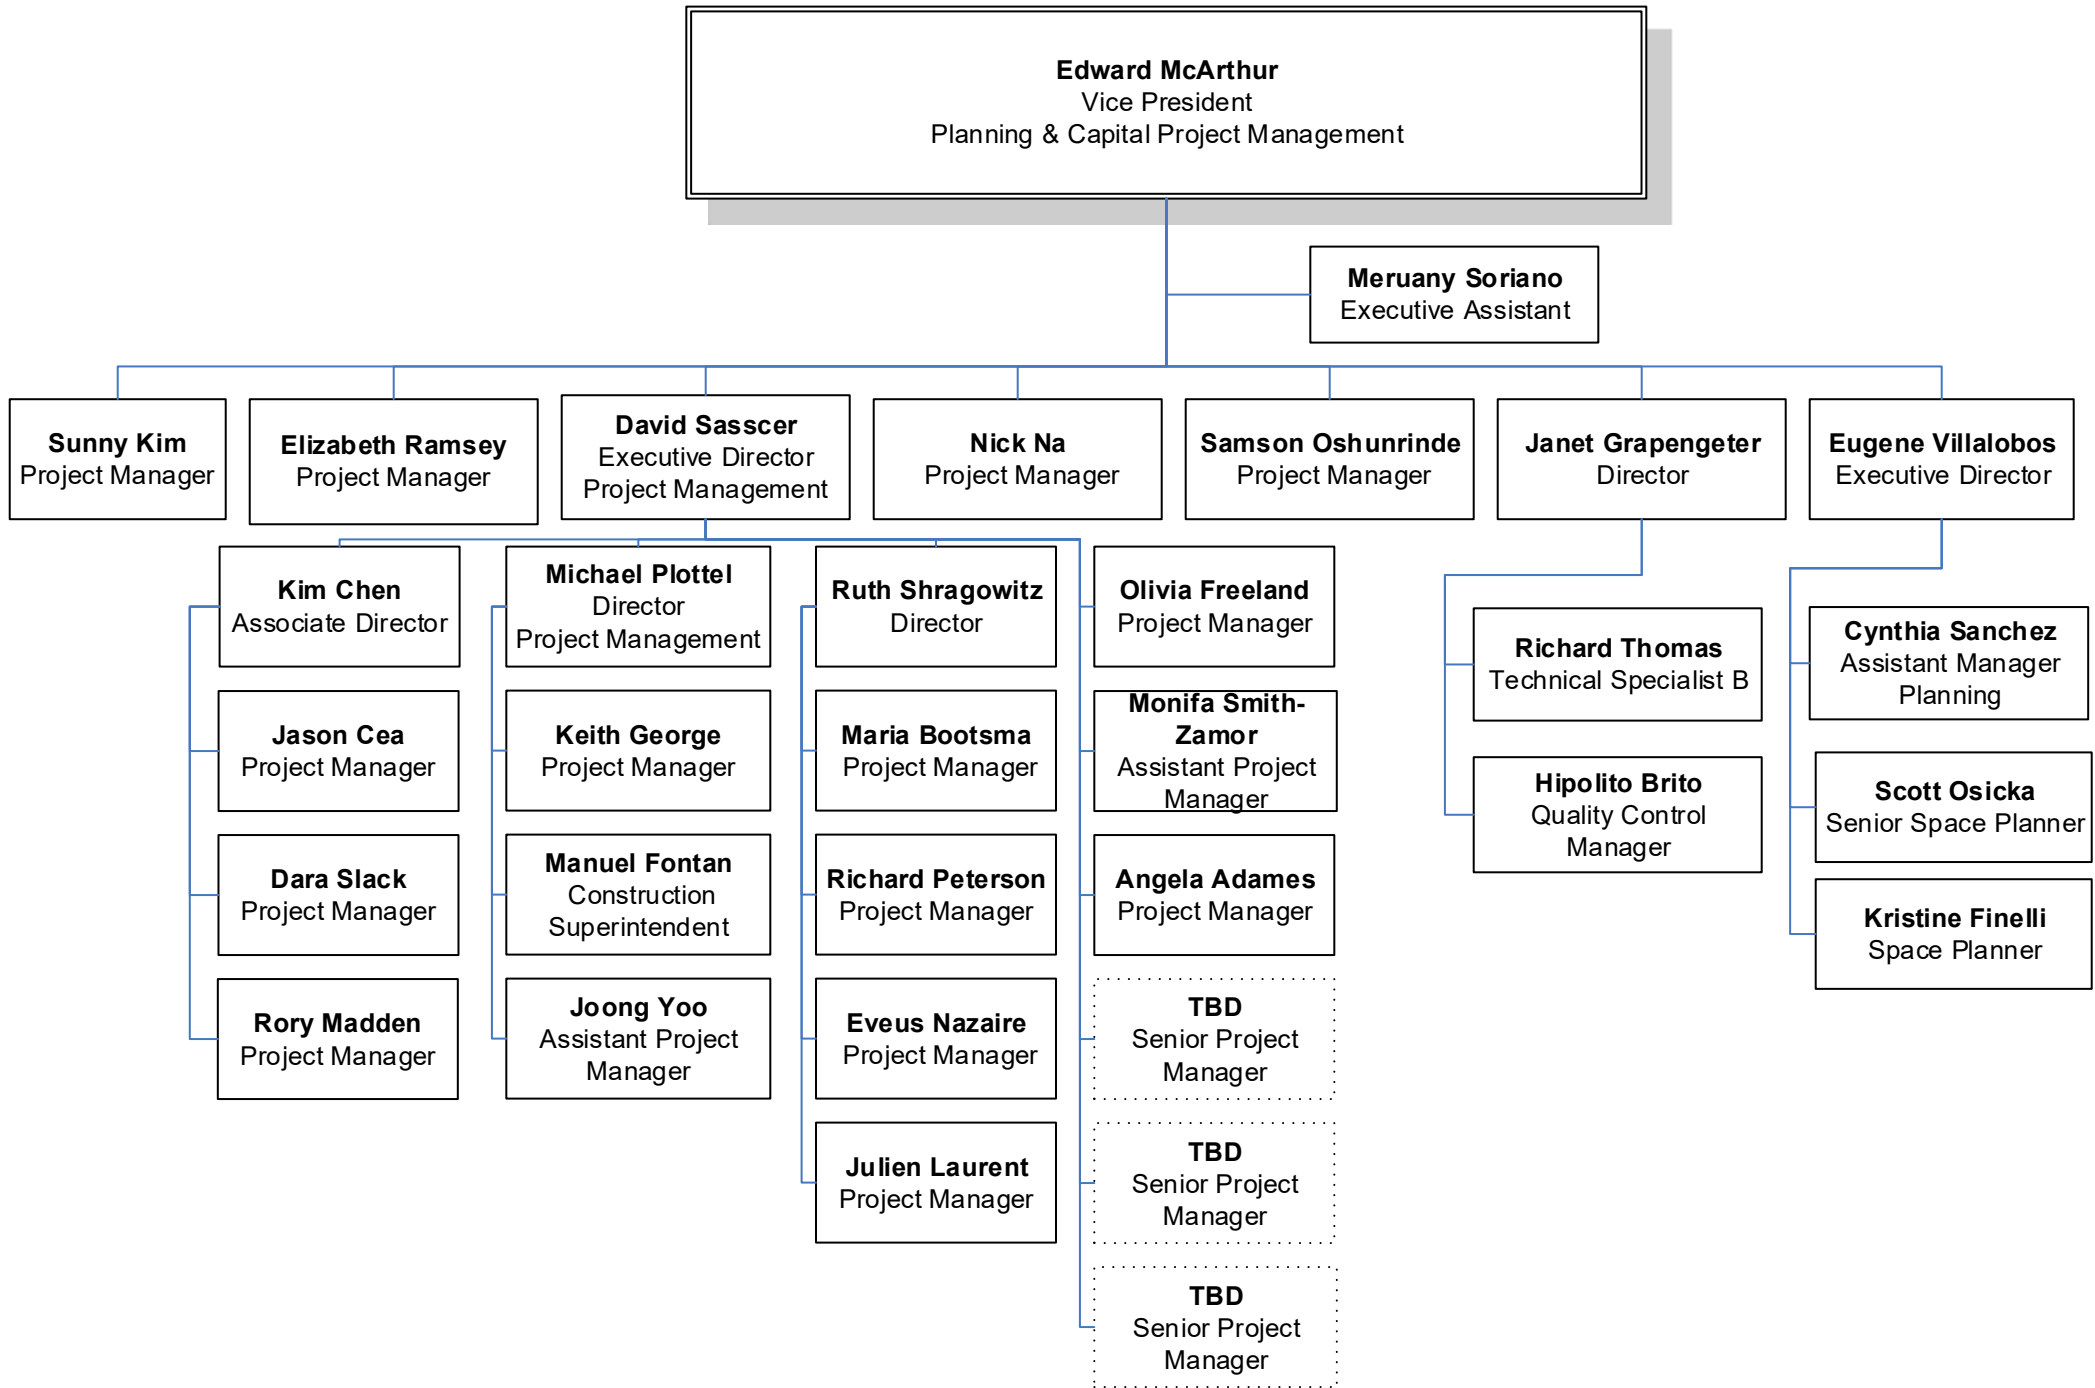 Edward McArthur
Vice President
Planning & Capital Project Management
Meruany Soriano
Executive Assistant
Sunny Kim
Project Manager
Elizabeth Ramsey
Project Manager
David Sasscer
Executive Director
Project Management
Nick Na
Project Manager
Samson Oshunrinde
Project Manager
Janet Grapengeter
Director
Eugene Villalobos
Executive Director
Kim Chen
Associate Director
Jason Cea
Project Manager
Dara Slack
Project Manager
Rory Madden
Project Manager
Michael Plottel
Director
Project Management
Keith George
Project Manager
Manuel Fontan
Construction
Superintendent
Joong Yoo
Assistant Project
Manager
Ruth Shragowitz
Director
Maria Bootsma
Project Manager
Richard Peterson
Project Manager
Eveus Nazaire
Project Manager
Julien Laurent
Project Manager
Olivia Freeland
Project Manager
Monifa Smith-
Zamor
Assistant Project
Manager
Angela Adames
Project Manager
TBD
Senior Project
Manager
TBD
Senior Project
Manager
TBD
Senior Project
Manager
Richard Thomas
Technical Specialist B
Hipolito Brito
Quality Control
Manager
Cynthia Sanchez
Assistant Manager
Planning
Scott Osicka
Senior Space Planner
Kristine Finelli
Space Planner